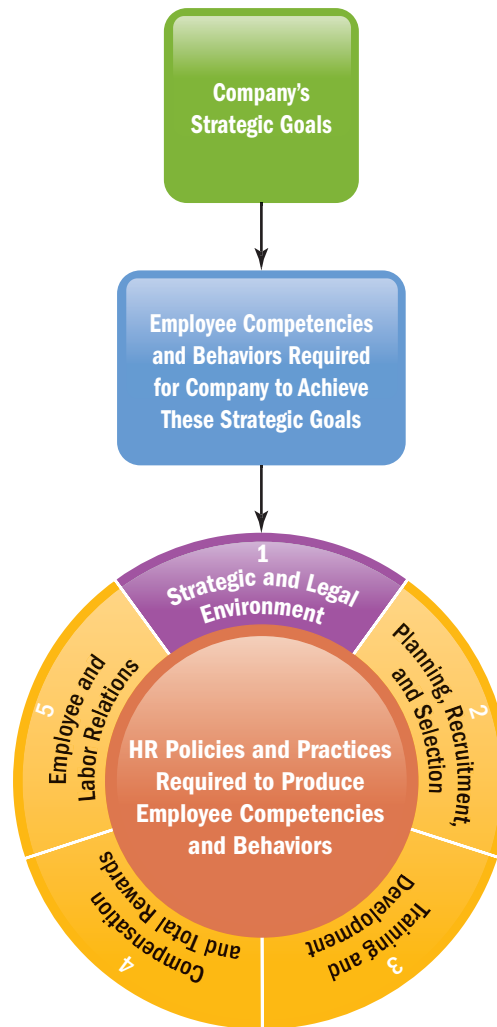 Company's
Strategic Goals
Employee Competencies
and Behaviors Required
for Company to Achieve
These Strategic Goals
1
Strategic and Legal
Environment
2
Planning, Recruitment,
and Selection
3
Training and
Development
4
Compensation
and Total Rewards
5
Employee and
Labor Relations
HR Policies and Practices
Required to Produce
Employee Competencies
and Behaviors